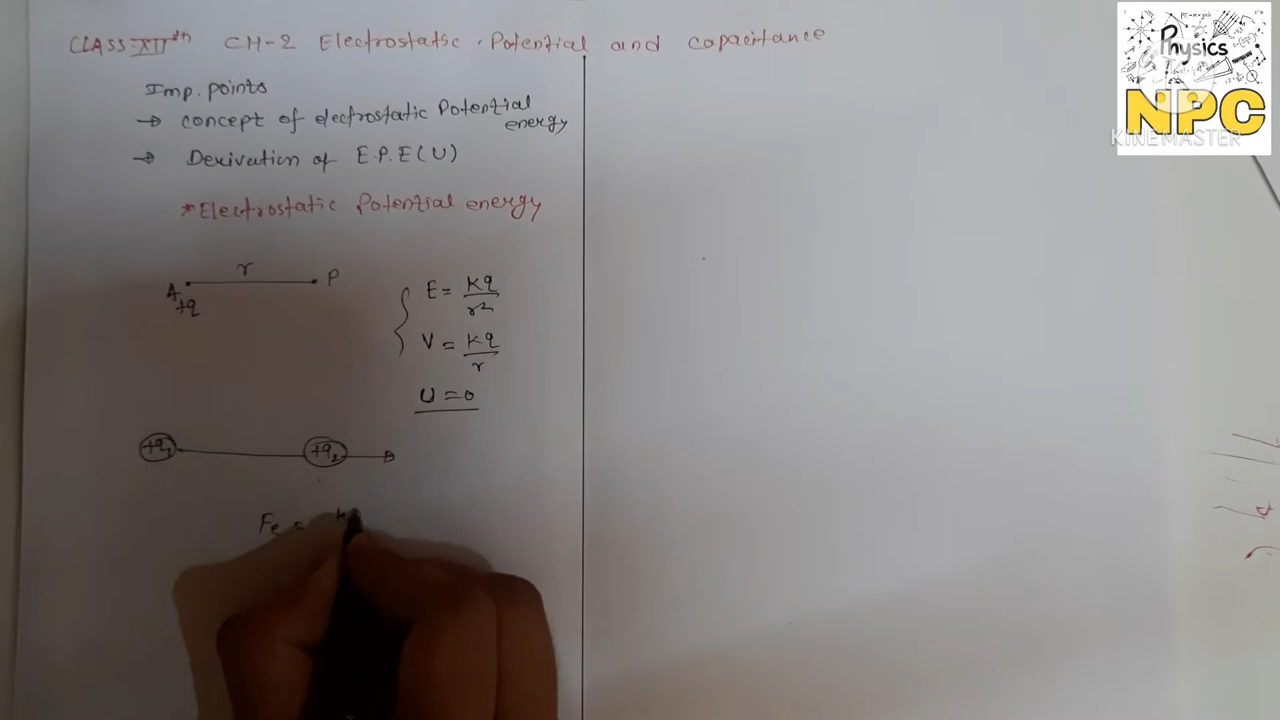 CLASS-XIIth CH-2 Electrostatic Potential and capacitance
Imp. points
→ concept of electrostatic Potential energy
→ Derivation of E.P.E(U)
*Electrostatic Potential energy
r
A P
+q
E = Kq/r²
V = Kq/r
U = 0
+q1 +q2
Fe = k
Physics
NPC
KINEMASTER